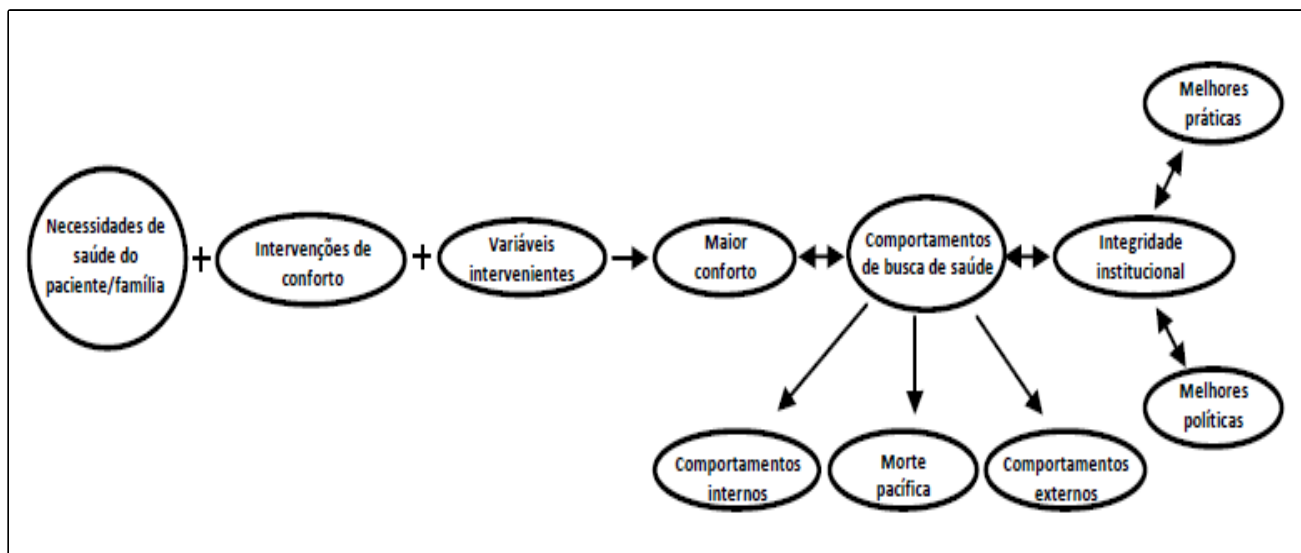 Necessidades de
saúde do
paciente/família
+
Intervenções de
conforto
+
Variáveis
intervenientes
Maior
conforto
Comportamentos
de busca de saúde
Integridade
institucional
Melhores
práticas
Melhores
políticas
Comportamentos
internos
Morte
pacífica
Comportamentos
externos